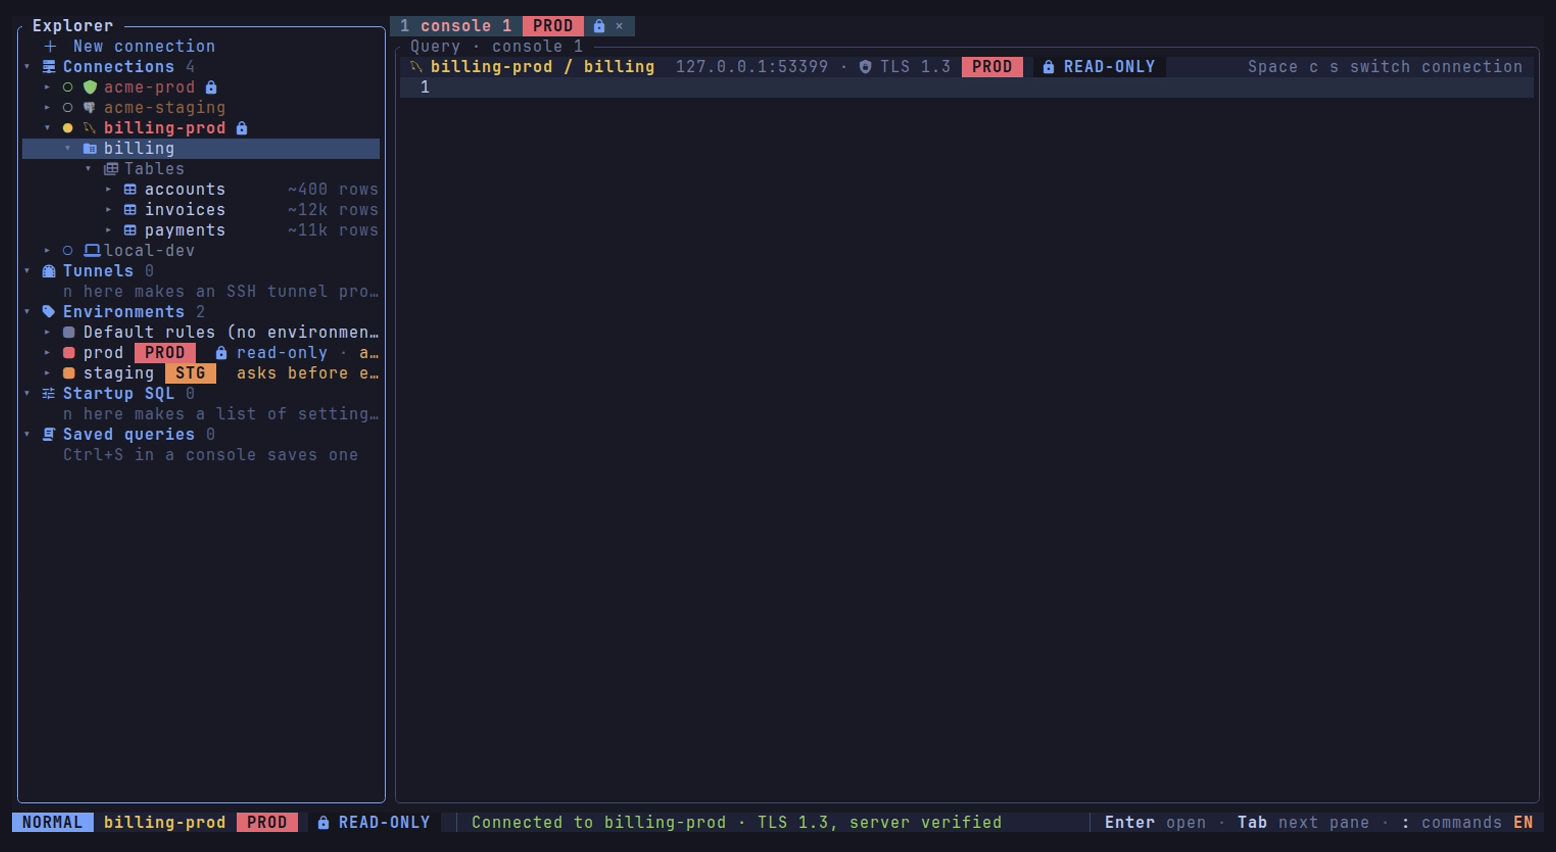 Explorer
1 console 1 PROD ×
+ New connection
Query · console 1
Connections 4
billing-prod / billing 127.0.0.1:53399 · TLS 1.3 PROD READ-ONLY Space c s switch connection
acme-prod
1
acme-staging
billing-prod
billing
Tables
accounts ~400 rows
invoices ~12k rows
payments ~11k rows
local-dev
Tunnels 0
n here makes an SSH tunnel pro…
Environments 2
Default rules (no environmen…
prod PROD read-only · a…
staging STG asks before e…
Startup SQL 0
n here makes a list of setting…
Saved queries 0
Ctrl+S in a console saves one
NORMAL billing-prod PROD READ-ONLY Connected to billing-prod · TLS 1.3, server verified Enter open · Tab next pane · : commands EN